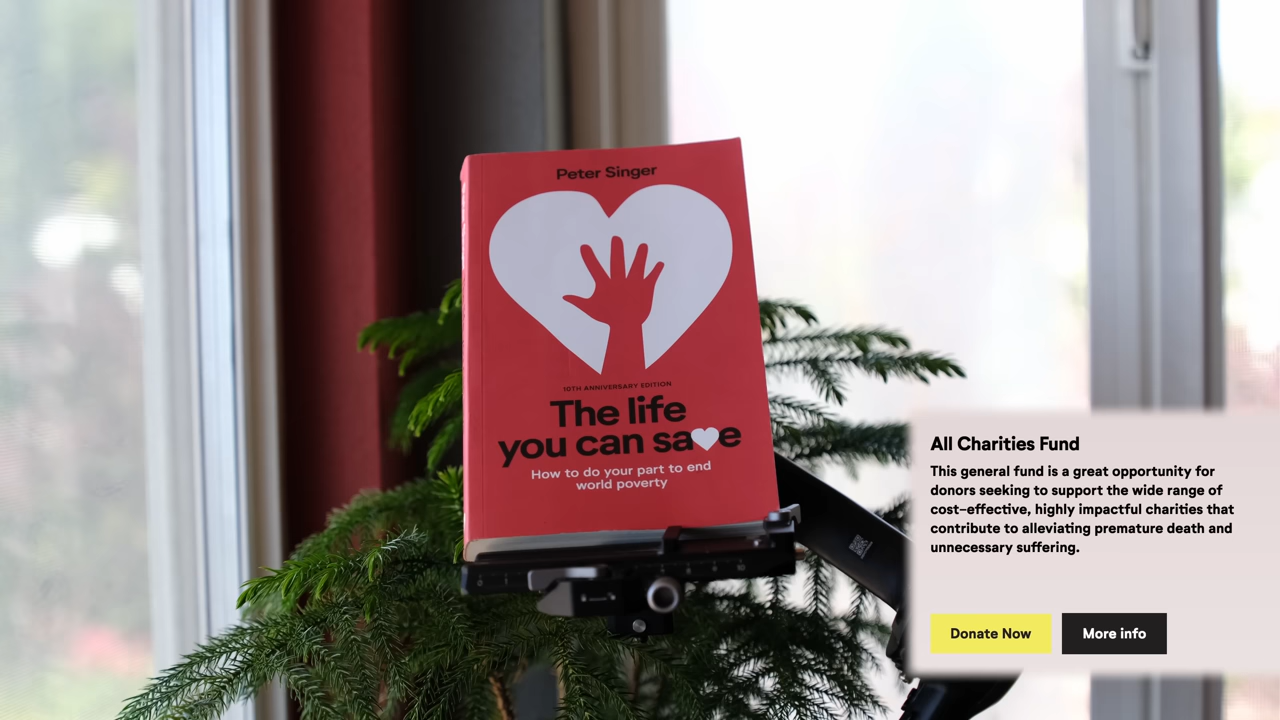 Peter Singer
10TH ANNIVERSARY EDITION
The life
you can save
How to do your part to end
world poverty
All Charities Fund
This general fund is a great opportunity for
donors seeking to support the wide range of
cost-effective, highly impactful charities that
contribute to alleviating premature death and
unnecessary suffering.
Donate Now
More info